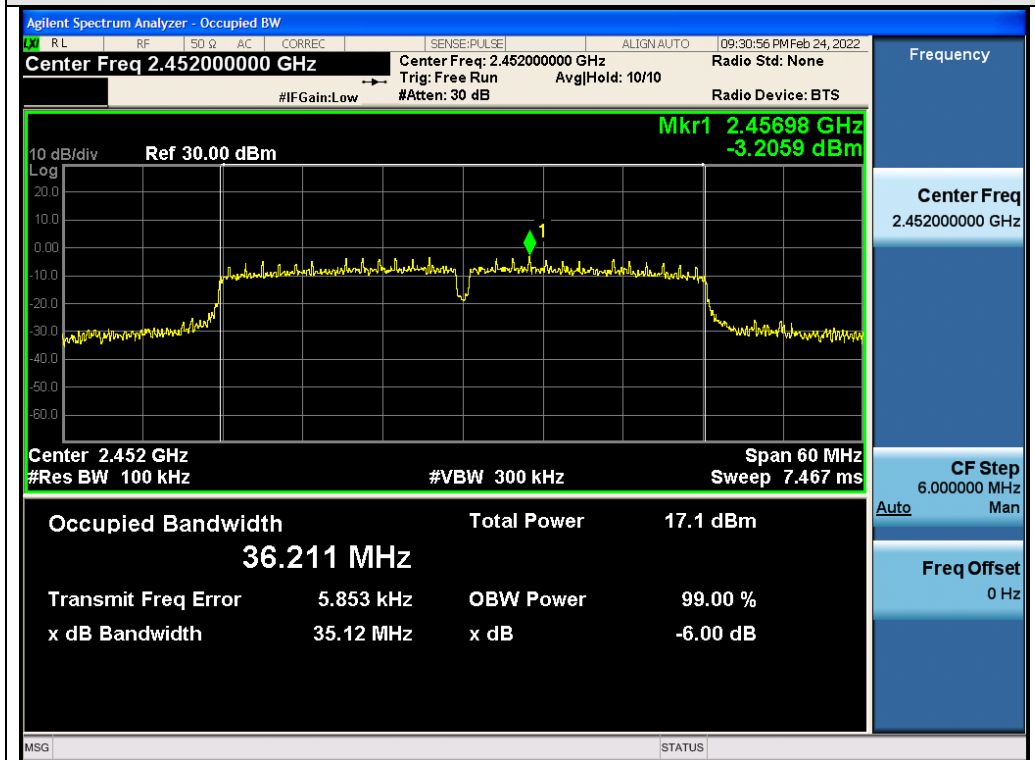 Agilent Spectrum Analyzer - Occupied BW
LXI RL RF 50 Ω AC CORREC SENSE:PULSE ALIGN AUTO 09:30:56 PM Feb 24, 2022
Center Freq 2.452000000 GHz
Center Freq: 2.452000000 GHz Radio Std: None
Trig: Free Run Avg|Hold: 10/10
#IFGain:Low #Atten: 30 dB Radio Device: BTS
Mkr1 2.45698 GHz
-3.2059 dBm
10 dB/div Ref 30.00 dBm
Log
20.0
10.0
0.00
-10.0
-20.0
-30.0
-40.0
-50.0
-60.0
1
Center 2.452 GHz Span 60 MHz
#Res BW 100 kHz #VBW 300 kHz Sweep 7.467 ms
Occupied Bandwidth Total Power 17.1 dBm
36.211 MHz
Transmit Freq Error 5.853 kHz OBW Power 99.00 %
x dB Bandwidth 35.12 MHz x dB -6.00 dB
Frequency
Center Freq
2.452000000 GHz
CF Step
6.000000 MHz
Auto Man
Freq Offset
0 Hz
MSG STATUS